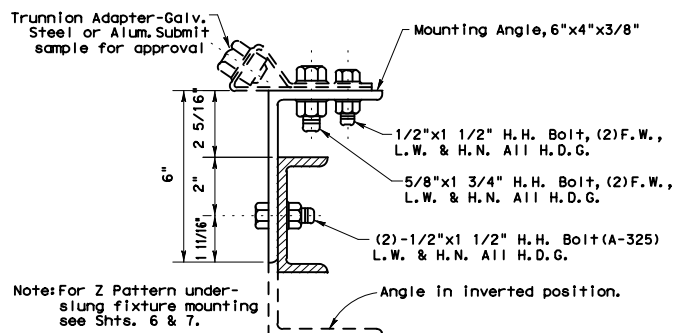 Trunnion Adapter-Galv.
Steel or Alum. Submit
sample for approval
Mounting Angle, 6"x4"x3/8"
6"
2 5/16"
2"
1 11/16"
1/2"x1 1/2" H.H. Bolt, (2)F.W.,
L.W. & H.N. All H.D.G.
5/8"x1 3/4" H.H. Bolt, (2)F.W.,
L.W. & H.N. All H.D.G.
(2)-1/2"x1 1/2" H.H. Bolt(A-325)
L.W. & H.N. All H.D.G.
Note: For Z Pattern under-
slung fixture mounting
see Shts. 6 & 7.
Angle in inverted position.